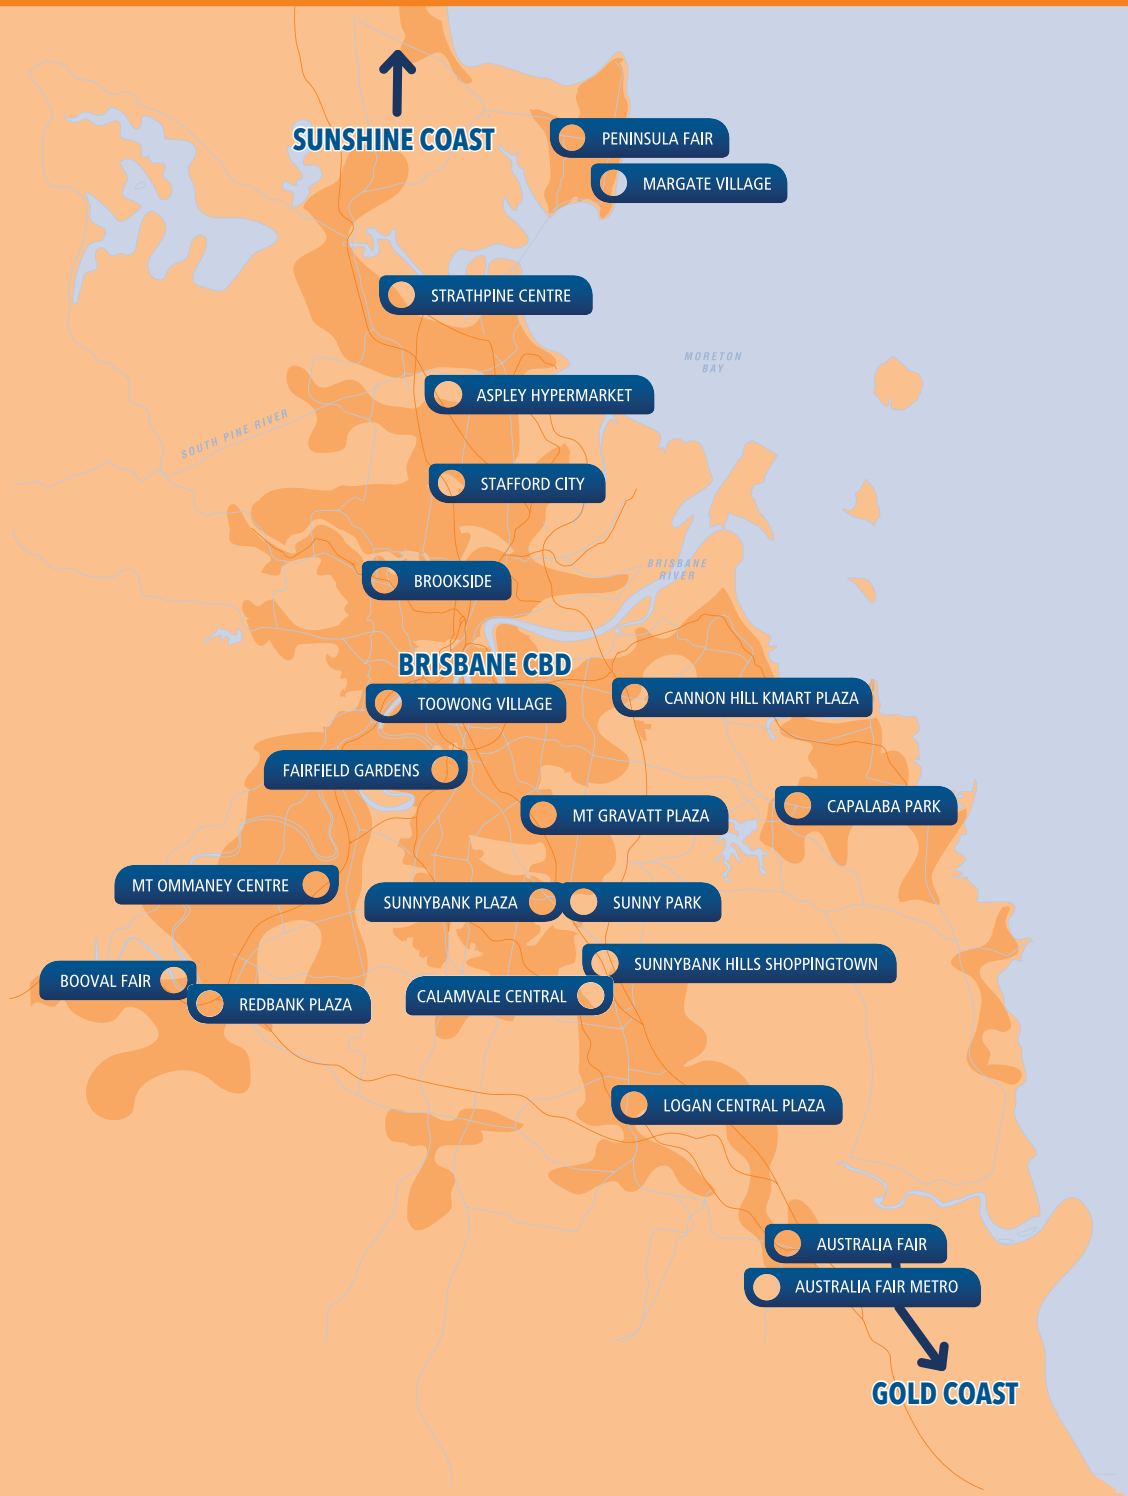 SUNSHINE COAST
PENINSULA FAIR
MARGATE VILLAGE
STRATHPINE CENTRE
MORETON
BAY
ASPLEY HYPERMARKET
SOUTH PINE RIVER
STAFFORD CITY
BRISBANE
RIVER
BROOKSIDE
BRISBANE CBD
TOOWONG VILLAGE
CANNON HILL KMART PLAZA
FAIRFIELD GARDENS
CAPALABA PARK
MT GRAVATT PLAZA
MT OMMANEY CENTRE
SUNNYBANK PLAZA
SUNNY PARK
SUNNYBANK HILLS SHOPPINGTOWN
BOOVAL FAIR
CALAMVALE CENTRAL
REDBANK PLAZA
LOGAN CENTRAL PLAZA
AUSTRALIA FAIR
AUSTRALIA FAIR METRO
GOLD COAST